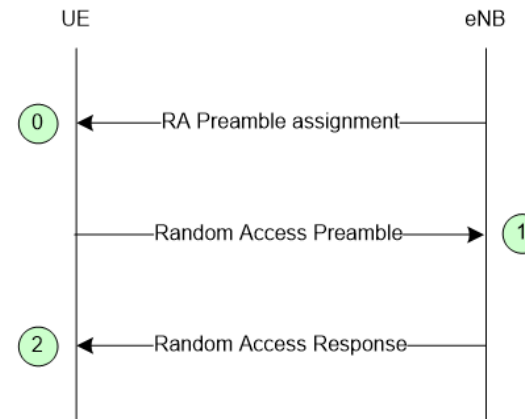 UE
eNB
0
RA Preamble assignment
Random Access Preamble
1
2
Random Access Response